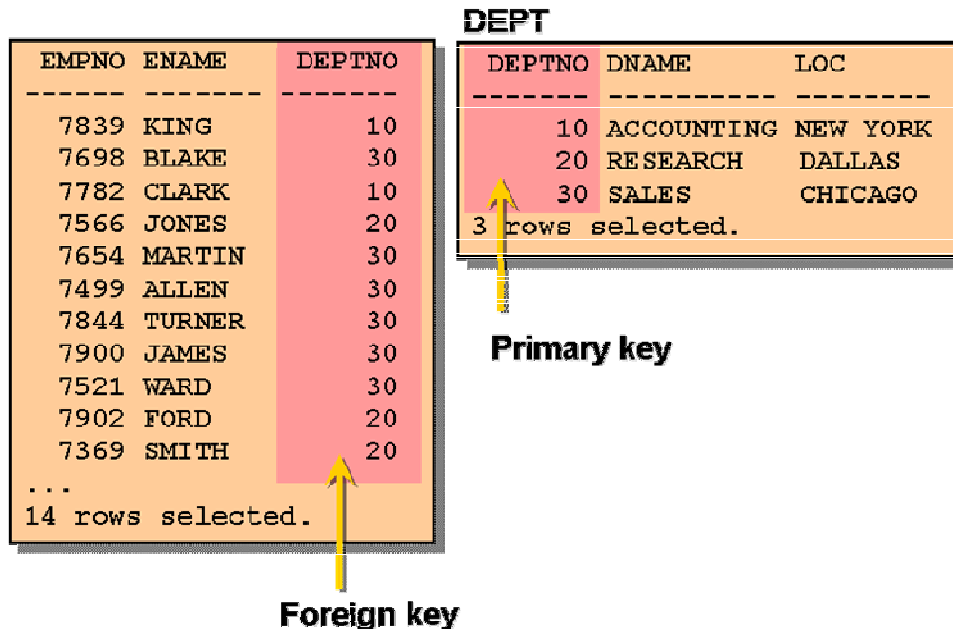 EMPNO ENAME DEPTNO
------ ------- -------
7839 KING 10
7698 BLAKE 30
7782 CLARK 10
7566 JONES 20
7654 MARTIN 30
7499 ALLEN 30
7844 TURNER 30
7900 JAMES 30
7521 WARD 30
7902 FORD 20
7369 SMITH 20
...
14 rows selected.
Foreign key
DEPT
DEPTNO DNAME LOC
------- ---------- --------
10 ACCOUNTING NEW YORK
20 RESEARCH DALLAS
30 SALES CHICAGO
3 rows selected.
Primary key